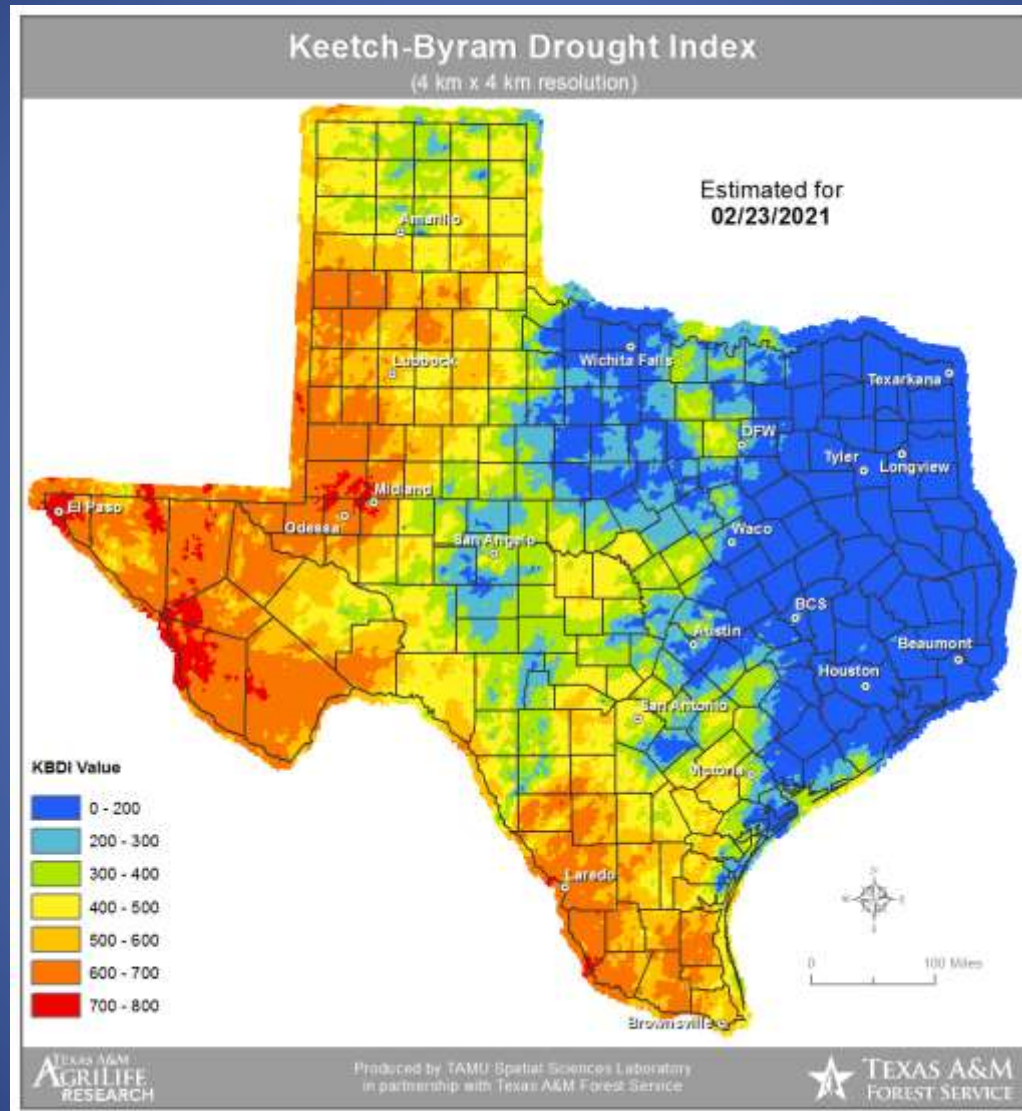 Keetch-Byram Drought Index
(4 km x 4 km resolution)
Estimated for
02/23/2021
Amarillo
Lubbock
Wichita Falls
Texarkana
DFW
Tyler
Longview
Midland
El Paso
Odessa
San Angelo
Waco
BCS
Austin
Beaumont
Houston
San Antonio
Victoria
Laredo
Brownsville
KBDI Value
0 - 200
200 - 300
300 - 400
400 - 500
500 - 600
600 - 700
700 - 800
N
W
E
S
0 100 Miles
TEXAS A&M
AGRILIFE
RESEARCH
Produced by TAMU Spatial Sciences Laboratory
in partnership with Texas A&M Forest Service
TEXAS A&M
FOREST SERVICE